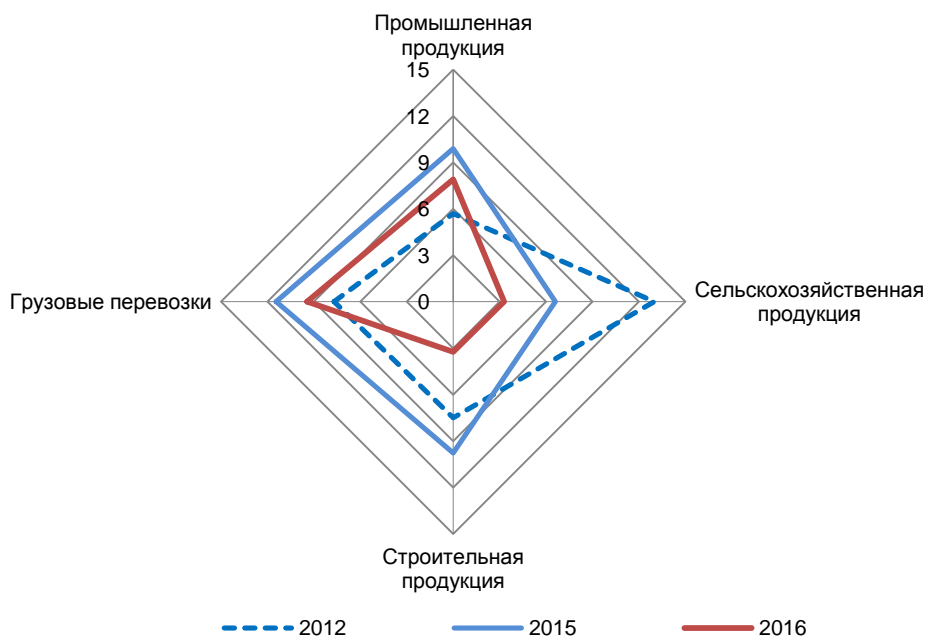 Промышленная
продукция
15
12
9
6
3
0
Грузовые перевозки
Сельскохозяйственная
продукция
Строительная
продукция
2012
2015
2016